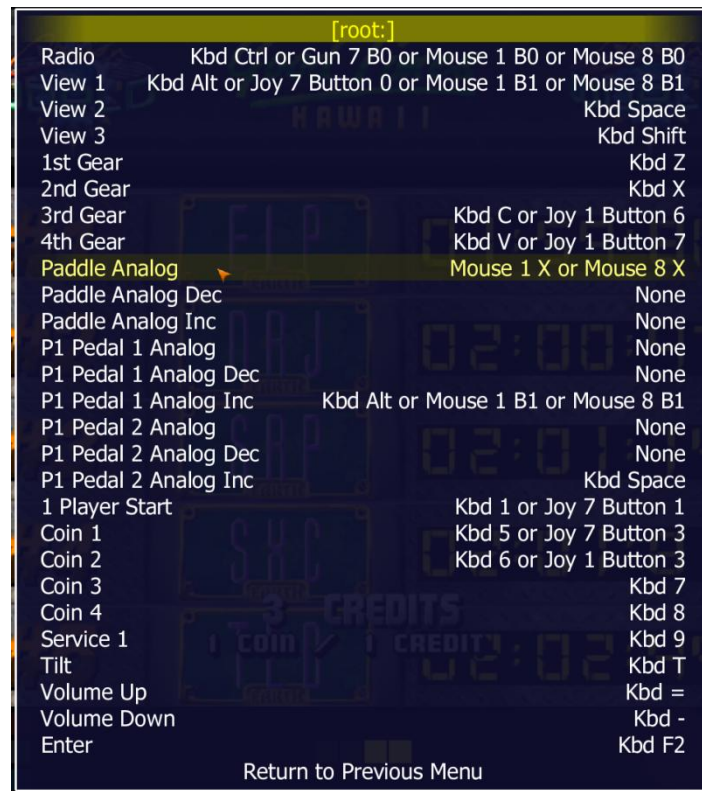 [root:]
Radio Kbd Ctrl or Gun 7 B0 or Mouse 1 B0 or Mouse 8 B0
View 1 Kbd Alt or Joy 7 Button 0 or Mouse 1 B1 or Mouse 8 B1
View 2 Kbd Space
View 3 Kbd Shift
1st Gear Kbd Z
2nd Gear Kbd X
3rd Gear Kbd C or Joy 1 Button 6
4th Gear Kbd V or Joy 1 Button 7
Paddle Analog Mouse 1 X or Mouse 8 X
Paddle Analog Dec None
Paddle Analog Inc None
P1 Pedal 1 Analog None
P1 Pedal 1 Analog Dec None
P1 Pedal 1 Analog Inc Kbd Alt or Mouse 1 B1 or Mouse 8 B1
P1 Pedal 2 Analog None
P1 Pedal 2 Analog Dec None
P1 Pedal 2 Analog Inc Kbd Space
1 Player Start Kbd 1 or Joy 7 Button 1
Coin 1 Kbd 5 or Joy 7 Button 3
Coin 2 Kbd 6 or Joy 1 Button 3
Coin 3 Kbd 7
Coin 4 Kbd 8
Service 1 Kbd 9
Tilt Kbd T
Volume Up Kbd =
Volume Down Kbd -
Enter Kbd F2
Return to Previous Menu
HAWAII
3 CREDITS
1 COIN / 1 CREDIT